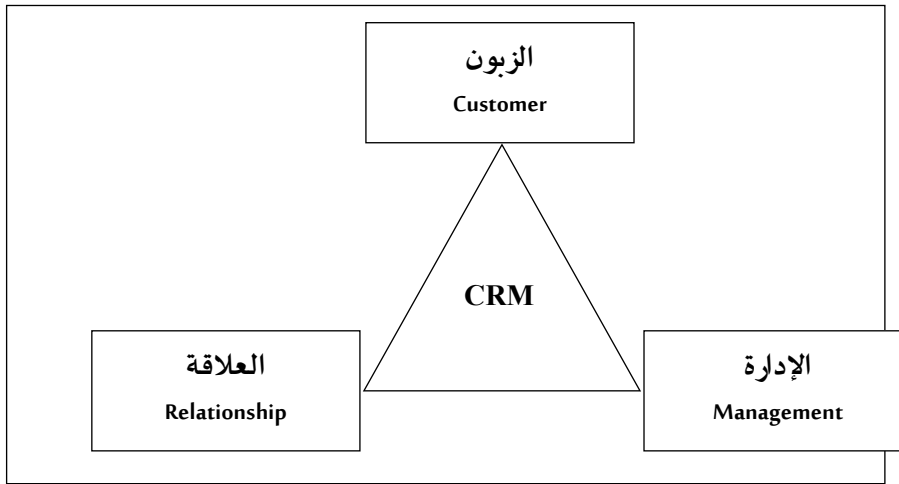 الزبون
Customer
CRM
العلاقة
Relationship
الإدارة
Management